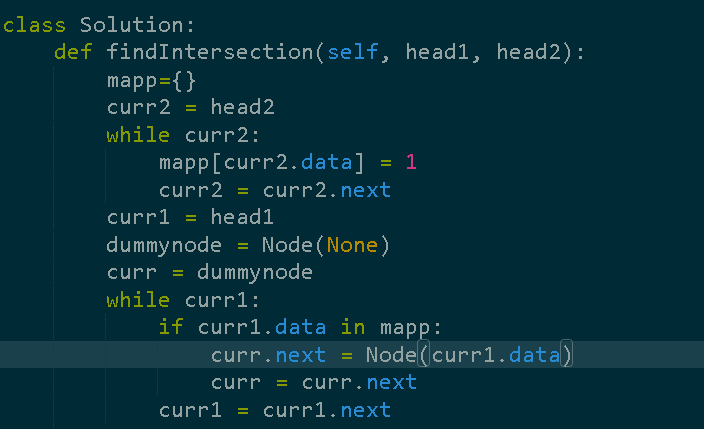 class Solution:
    def findIntersection(self, head1, head2):
        mapp={}
        curr2 = head2
        while curr2:
            mapp[curr2.data] = 1
            curr2 = curr2.next
        curr1 = head1
        dummynode = Node(None)
        curr = dummynode
        while curr1:
            if curr1.data in mapp:
                curr.next = Node(curr1.data)
                curr = curr.next
            curr1 = curr1.next